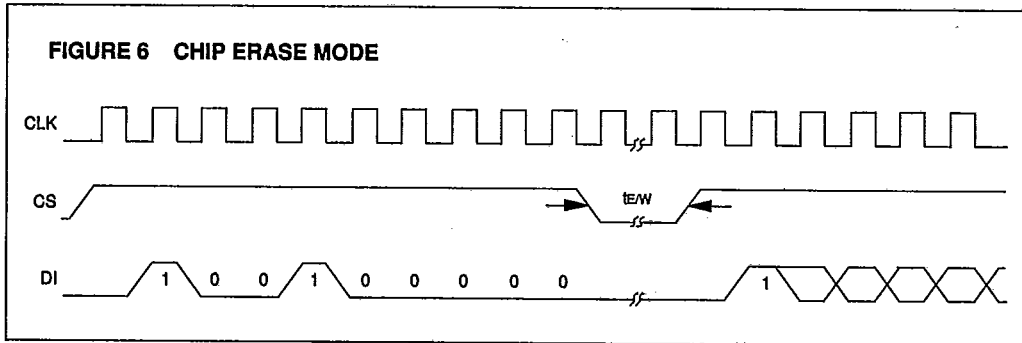 FIGURE 6 CHIP ERASE MODE
CLK
CS
tE/W
DI
1 0 0 1 0 0 0 0 0
1